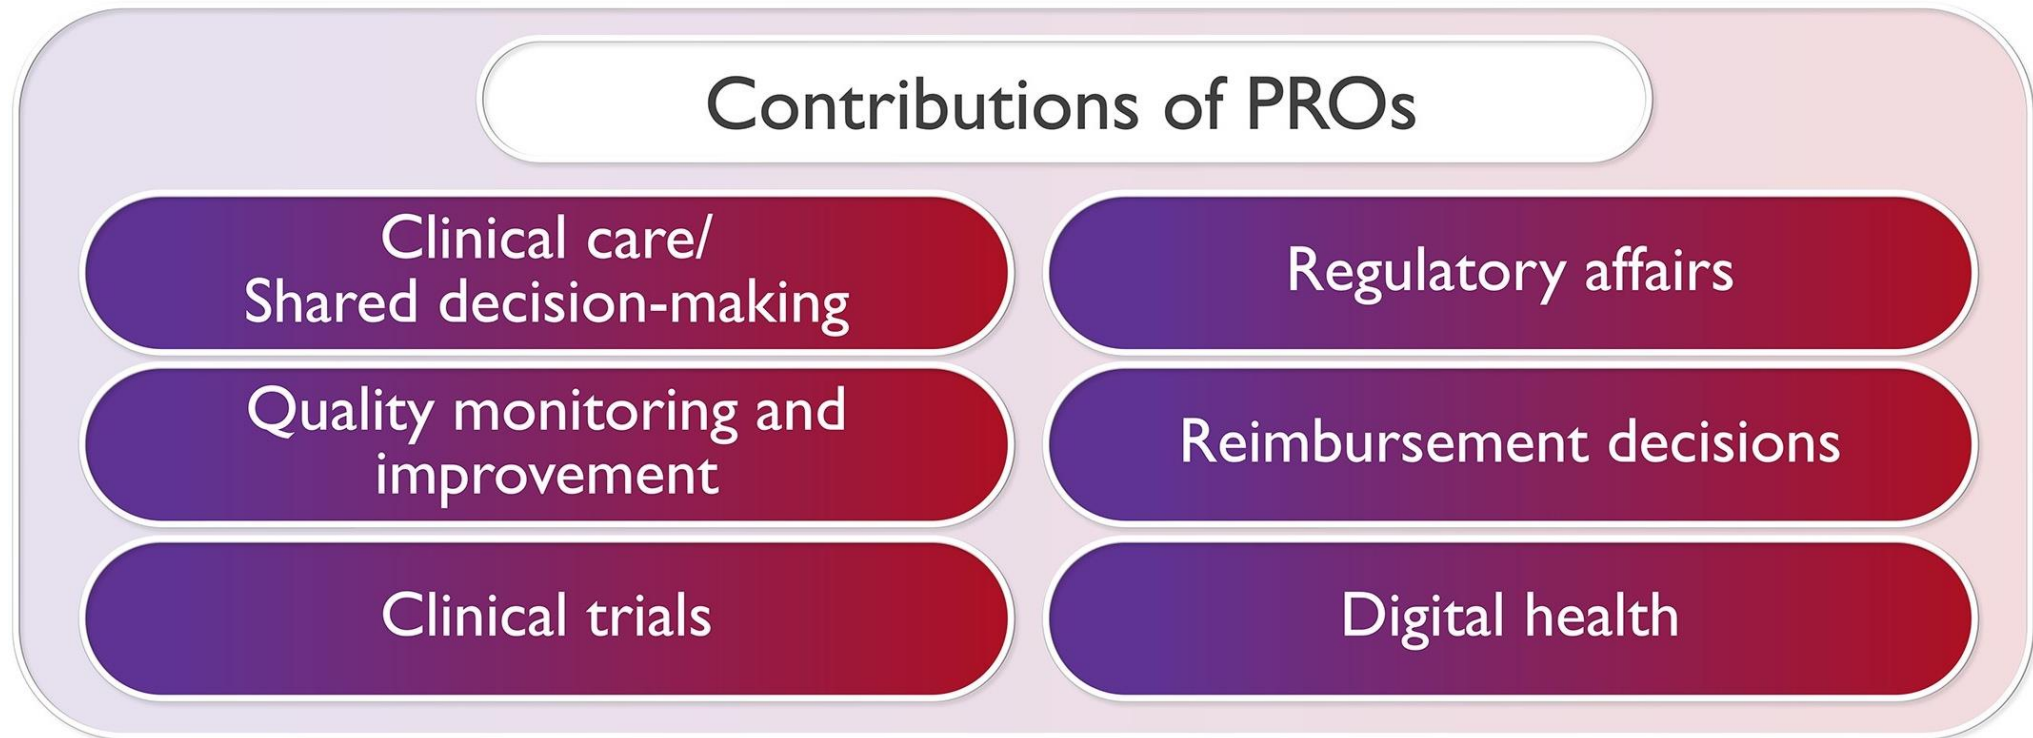 Contributions of PROs
Clinical care/
Shared decision-making
Quality monitoring and
improvement
Clinical trials
Regulatory affairs
Reimbursement decisions
Digital health